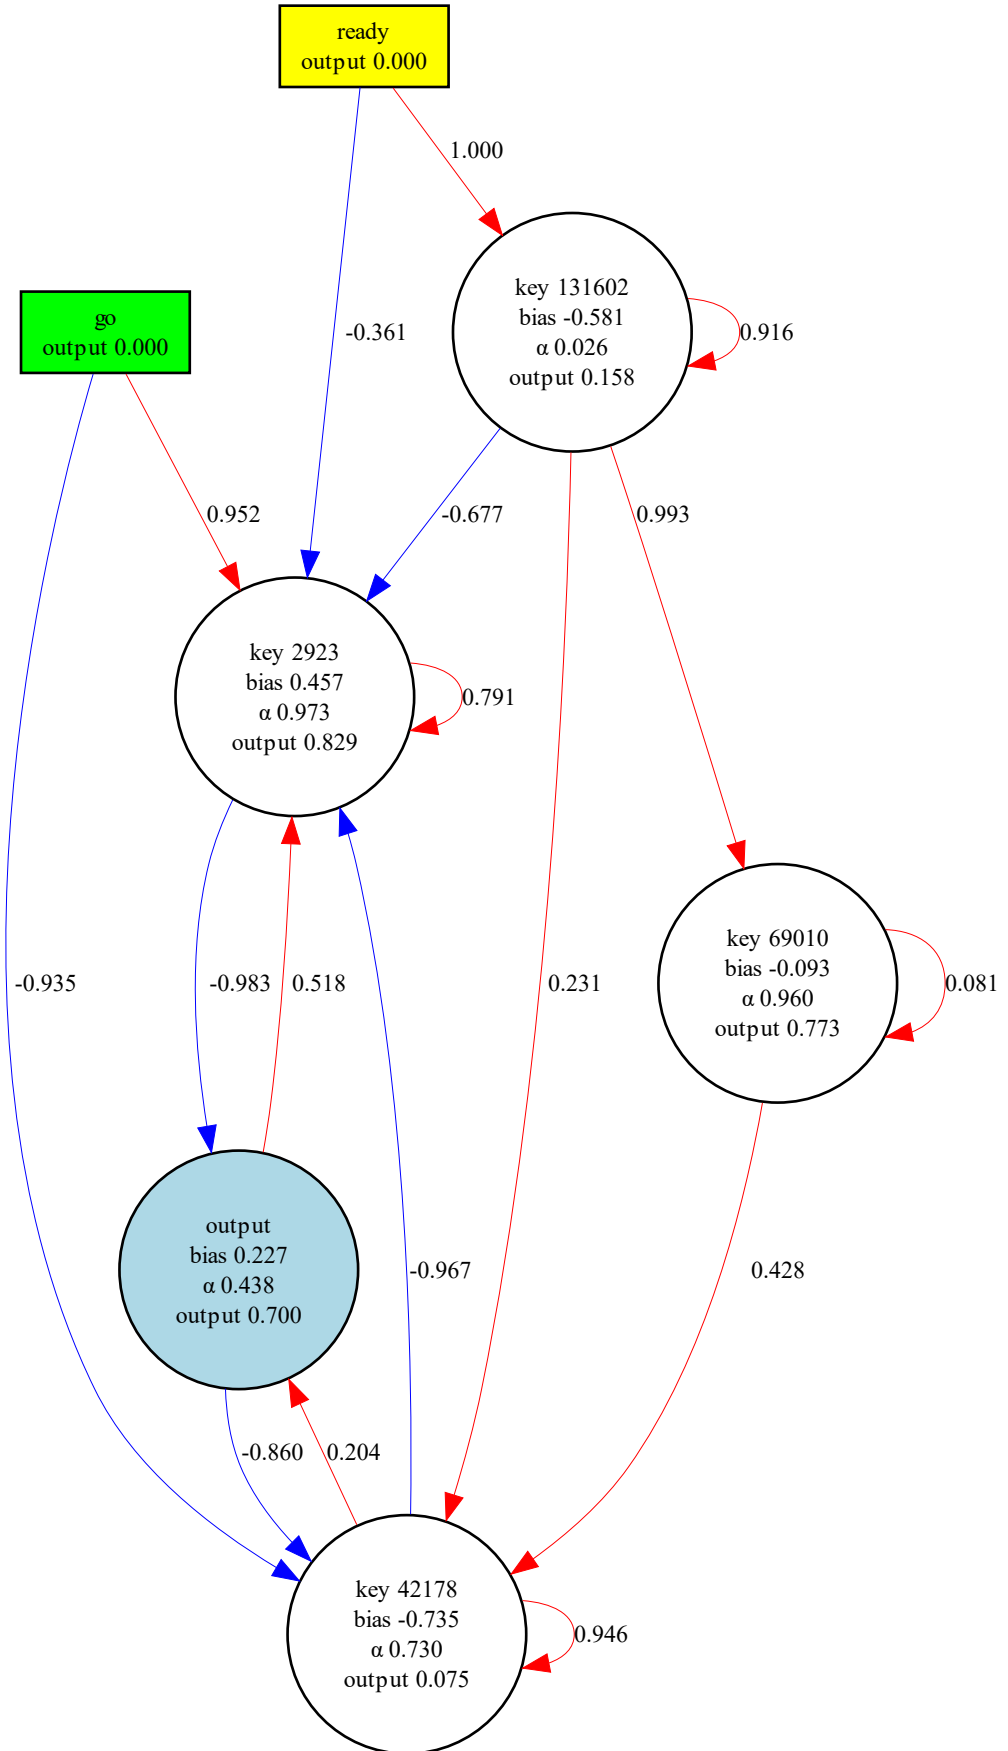 ready
output 0.000
1.000
key 131602
bias -0.581
α 0.026
output 0.158
0.916
go
output 0.000
-0.361
0.952
-0.677
0.993
key 2923
bias 0.457
α 0.973
output 0.829
0.791
key 69010
bias -0.093
α 0.960
output 0.773
0.081
-0.935
-0.983
0.518
0.231
output
bias 0.227
α 0.438
output 0.700
-0.967
0.428
-0.860
0.204
key 42178
bias -0.735
α 0.730
output 0.075
0.946